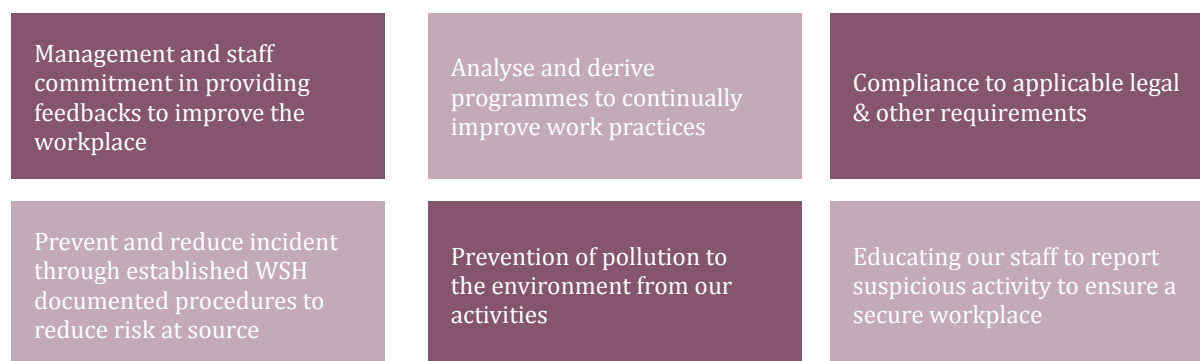 Management and staff
commitment in providing
feedbacks to improve the
workplace
Analyse and derive
programmes to continually
improve work practices
Compliance to applicable legal
& other requirements
Prevent and reduce incident
through established WSH
documented procedures to
reduce risk at source
Prevention of pollution to
the environment from our
activities
Educating our staff to report
suspicious activity to ensure a
secure workplace